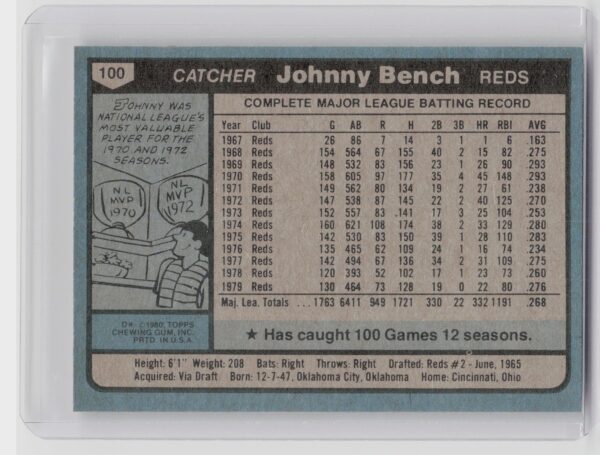 100 CATCHER Johnny Bench REDS
JOHNNY WAS
NATIONAL LEAGUE'S
MOST VALUABLE
PLAYER FOR THE
1970 AND 1972
SEASONS.
NL
MVP
1970
NL
MVP
1972
D* © 1980, TOPPS
CHEWING GUM, INC.
PRTD. IN U.S.A.
COMPLETE MAJOR LEAGUE BATTING RECORD
Year Club G AB R H 2B 3B HR RBI AVG
1967 Reds 26 86 7 14 3 1 1 6 .163
1968 Reds 154 564 67 155 40 2 15 82 .275
1969 Reds 148 532 83 156 23 1 26 90 .293
1970 Reds 158 605 97 177 35 4 45 148 .293
1971 Reds 149 562 80 134 19 2 27 61 .238
1972 Reds 147 538 87 145 22 2 40 125 .270
1973 Reds 152 557 83 .141 17 3 25 104 .253
1974 Reds 160 621 108 174 38 2 33 129 .280
1975 Reds 142 530 83 150 39 1 28 110 .283
1976 Reds 135 465 62 109 24 1 16 74 .234
1977 Reds 142 494 67 136 34 2 31 109 .275
1978 Reds 120 393 52 102 17 1 23 73 .260
1979 Reds 130 464 73 128 19 0 22 80 .276
Maj. Lea. Totals ... 1763 6411 949 1721 330 22 332 1191 .268
★ Has caught 100 Games 12 seasons.
Height: 6'1" Weight: 208 Bats: Right Throws: Right Drafted: Reds #2 - June, 1965
Acquired: Via Draft Born: 12-7-47, Oklahoma City, Oklahoma Home: Cincinnati, Ohio